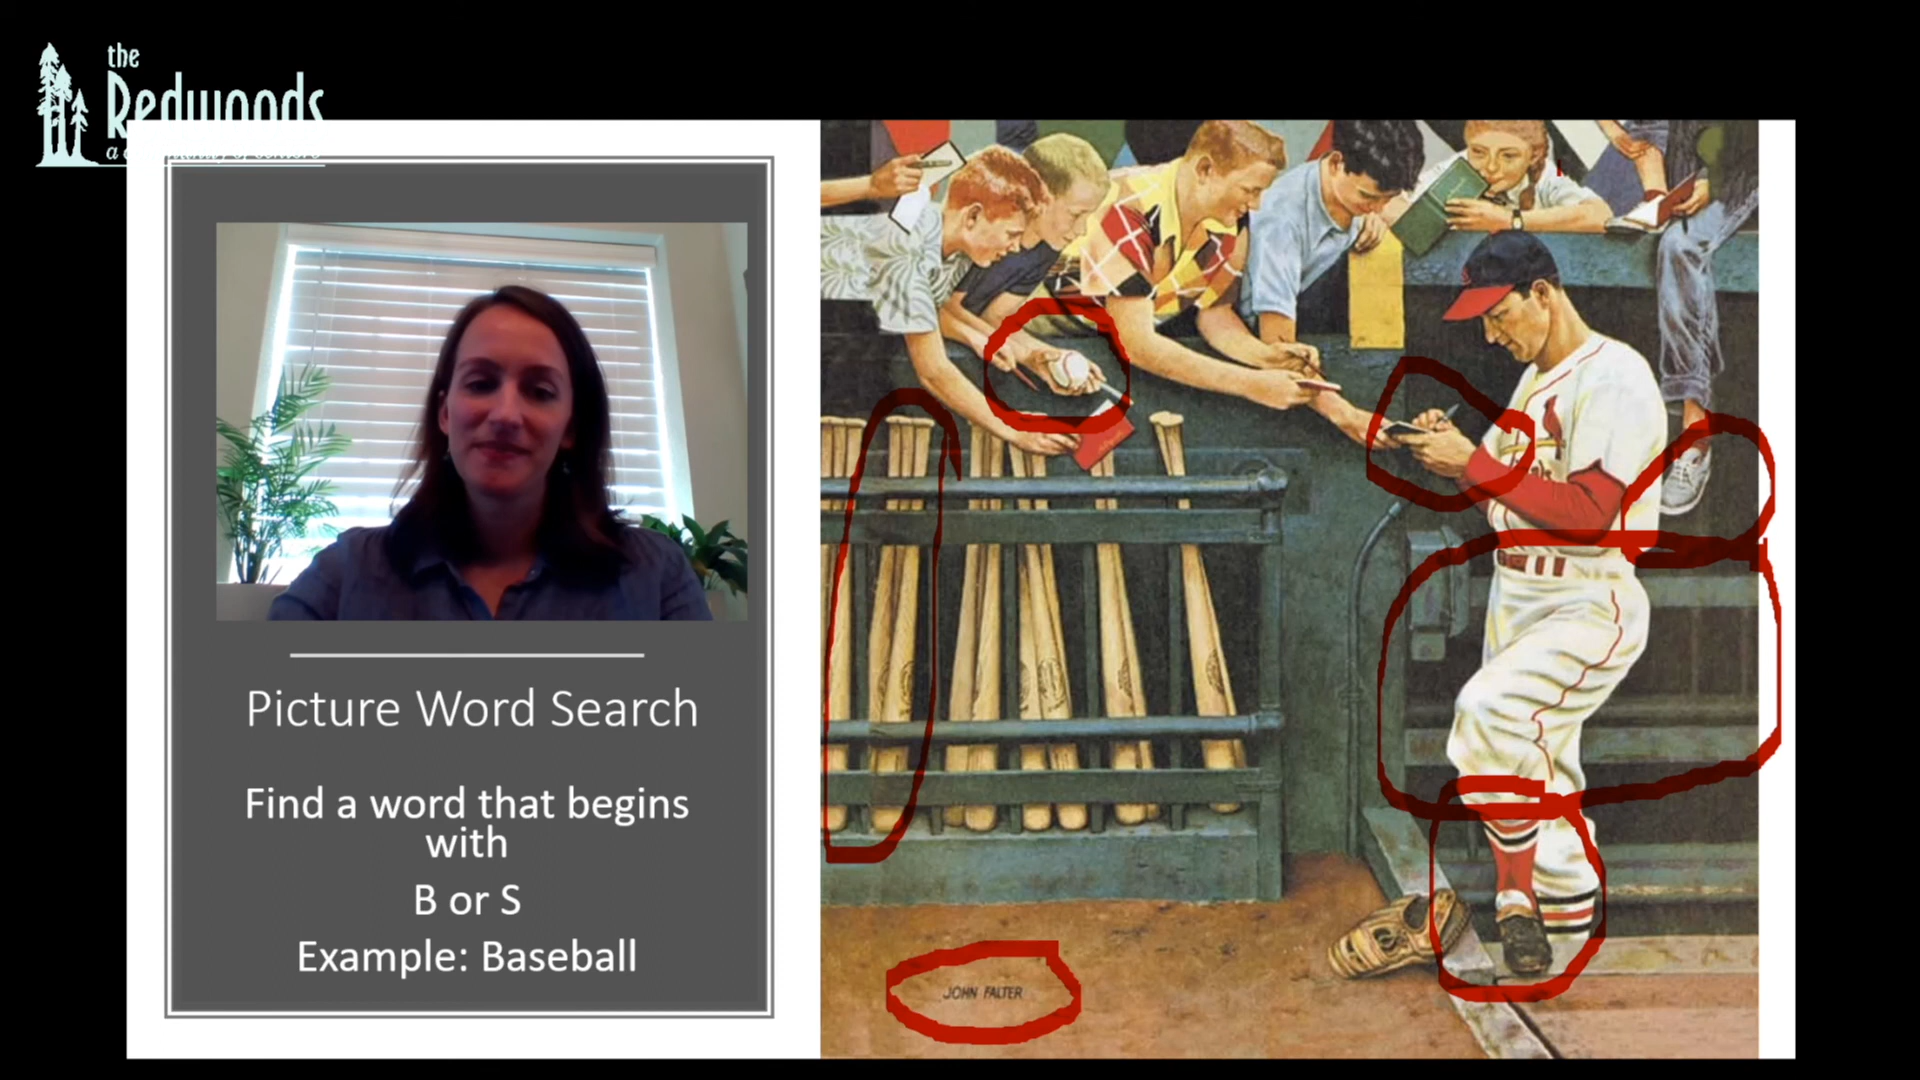 the
Redwoods
Picture Word Search
Find a word that begins
with
B or S
Example: Baseball
JOHN FALTER